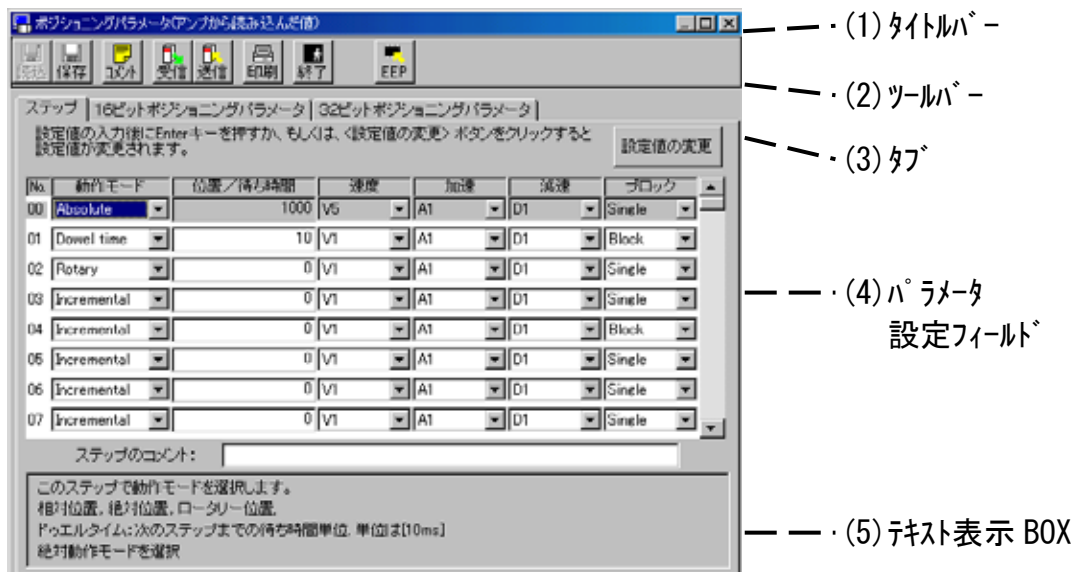 ポジショニングパラメータ(アンプから読み込んだ値)
(1) タイトルバー
読込 保存 コメント 受信 送信 印刷 終了 EEP
(2) ツールバー
ステップ 16ビットポジショニングパラメータ 32ビットポジショニングパラメータ
(3) タブ
設定値の入力後にEnterキーを押すか、もしくは、<設定値の変更> ボタンをクリックすると
設定値が変更されます。
設定値の変更
No. 動作モード 位置/待ち時間 速度 加速 減速 ブロック
00 Absolute 1000 V5 A1 D1 Single
01 Dowel time 10 V1 A1 D1 Block
02 Rotary 0 V1 A1 D1 Single
03 Incremental 0 V1 A1 D1 Single
04 Incremental 0 V1 A1 D1 Block
05 Incremental 0 V1 A1 D1 Single
06 Incremental 0 V1 A1 D1 Single
07 Incremental 0 V1 A1 D1 Single
(4) パラメータ
設定フィールド
ステップのコメント:
このステップで動作モードを選択します。
相対位置, 絶対位置, ロータリー位置,
ドゥエルタイム:次のステップまでの待ち時間単位. 単位は[10ms]
絶対動作モードを選択
(5) テキスト表示 BOX